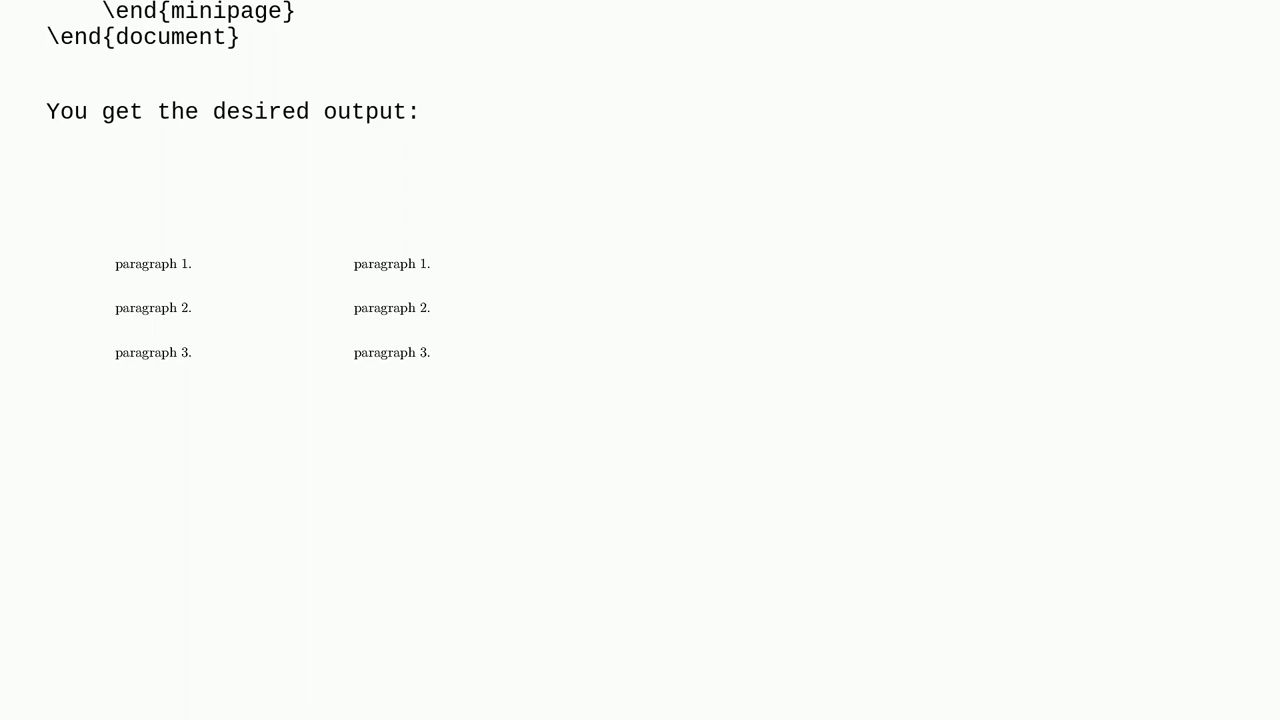 \end{minipage}
\end{document}
You get the desired output:
paragraph 1. paragraph 1.
paragraph 2. paragraph 2.
paragraph 3. paragraph 3.